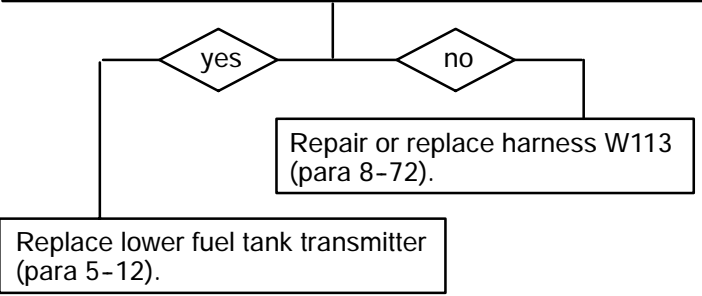 yes
no
Repair or replace harness W113
(para 8-72).
Replace lower fuel tank transmitter
(para 5-12).